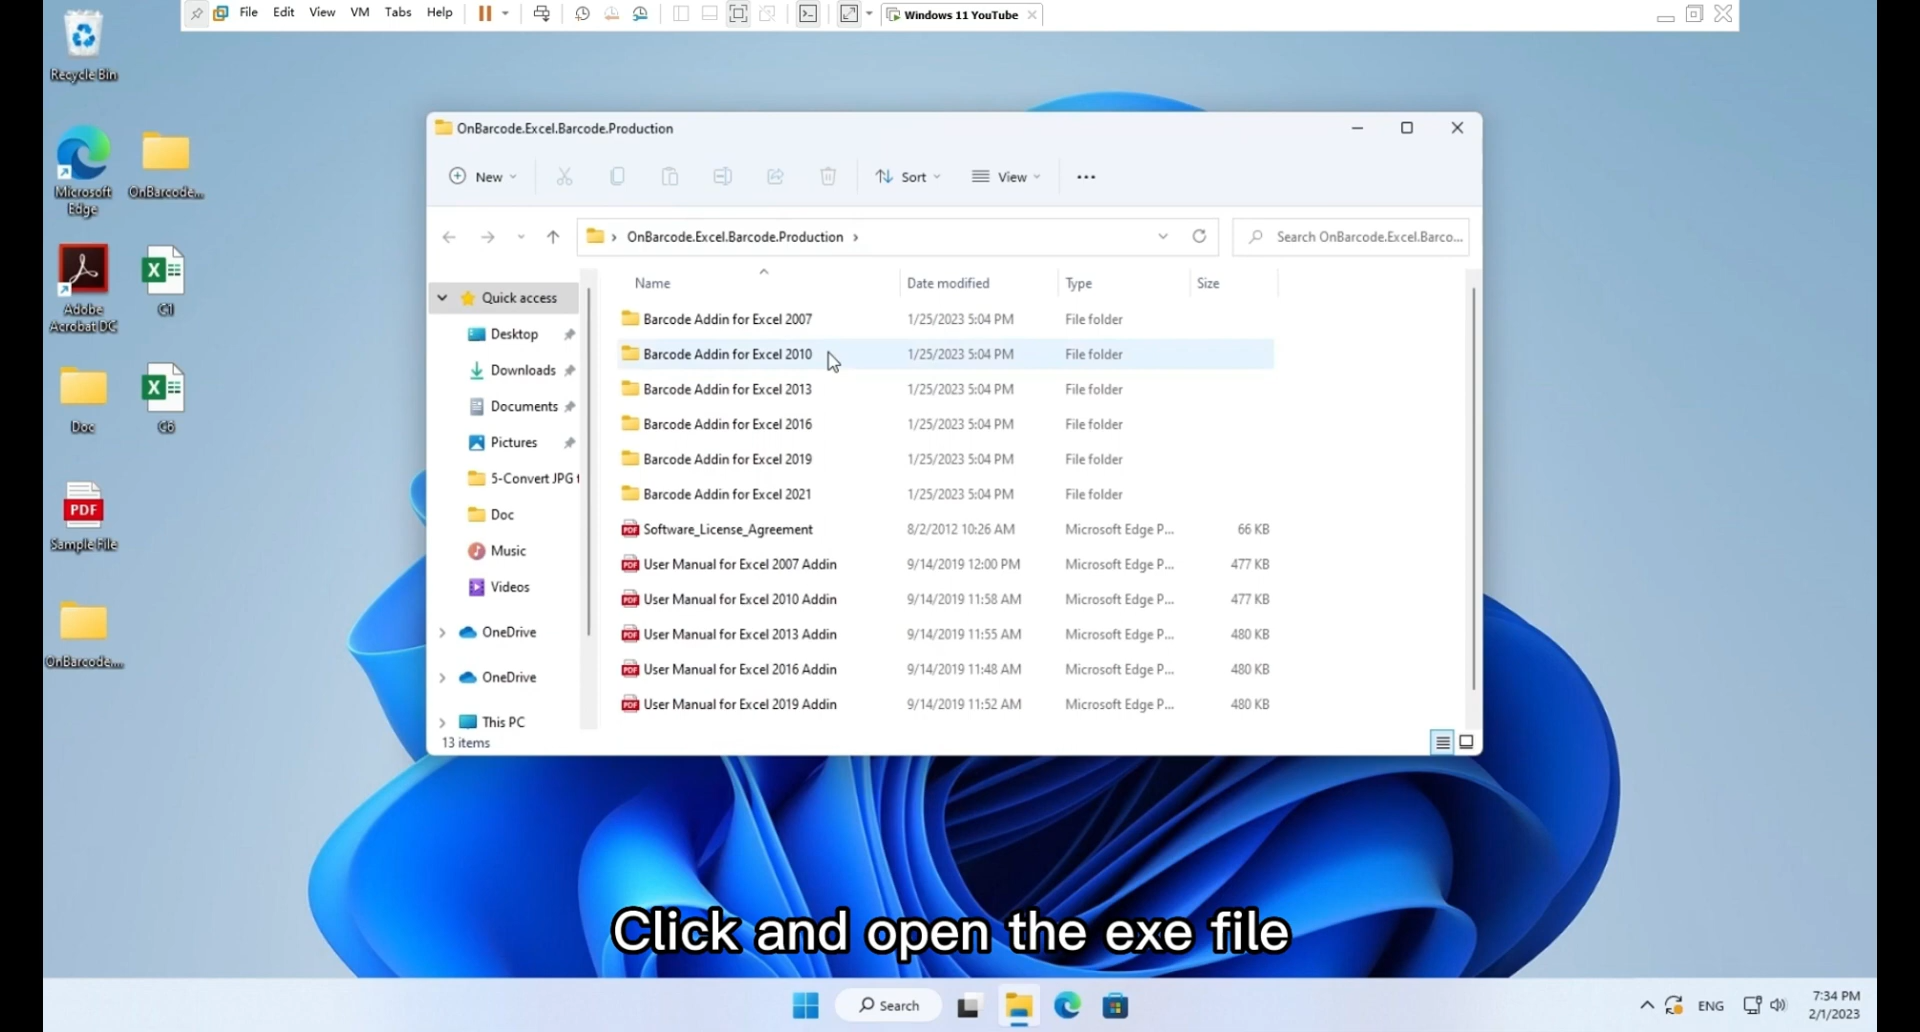 File Edit View VM Tabs Help Windows 11 YouTube
Recycle Bin
Microsoft Edge
OnBarcode...
Adobe Acrobat DC
C1
Doc
C6
Sample File
OnBarcode....
OnBarcode.Excel.Barcode.Production
New Sort View
OnBarcode.Excel.Barcode.Production Search OnBarcode.Excel.Barco...
Quick access
Desktop
Downloads
Documents
Pictures
5-Convert JPG
Doc
Music
Videos
OneDrive
OneDrive
This PC
13 items
Name Date modified Type Size
Barcode Addin for Excel 2007 1/25/2023 5:04 PM File folder
Barcode Addin for Excel 2010 1/25/2023 5:04 PM File folder
Barcode Addin for Excel 2013 1/25/2023 5:04 PM File folder
Barcode Addin for Excel 2016 1/25/2023 5:04 PM File folder
Barcode Addin for Excel 2019 1/25/2023 5:04 PM File folder
Barcode Addin for Excel 2021 1/25/2023 5:04 PM File folder
PDF Software_License_Agreement 8/2/2012 10:26 AM Microsoft Edge P... 66 KB
PDF User Manual for Excel 2007 Addin 9/14/2019 12:00 PM Microsoft Edge P... 477 KB
PDF User Manual for Excel 2010 Addin 9/14/2019 11:58 AM Microsoft Edge P... 477 KB
PDF User Manual for Excel 2013 Addin 9/14/2019 11:55 AM Microsoft Edge P... 480 KB
PDF User Manual for Excel 2016 Addin 9/14/2019 11:48 AM Microsoft Edge P... 480 KB
PDF User Manual for Excel 2019 Addin 9/14/2019 11:52 AM Microsoft Edge P... 480 KB
PDF
Click and open the exe file
Search
ENG
7:34 PM
2/1/2023